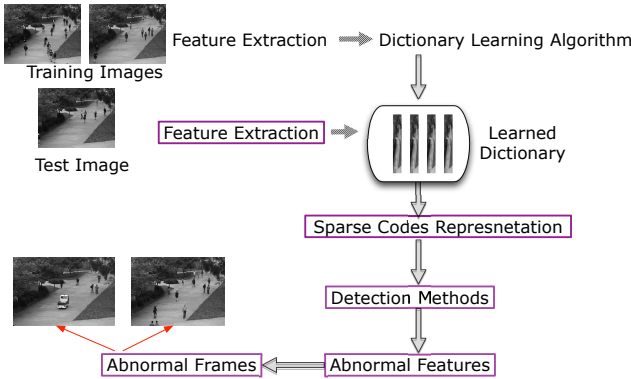 Feature Extraction
Dictionary Learning Algorithm
Training Images
Feature Extraction
Learned
Dictionary
Test Image
Sparse Codes Represnetation
Detection Methods
Abnormal Frames
Abnormal Features